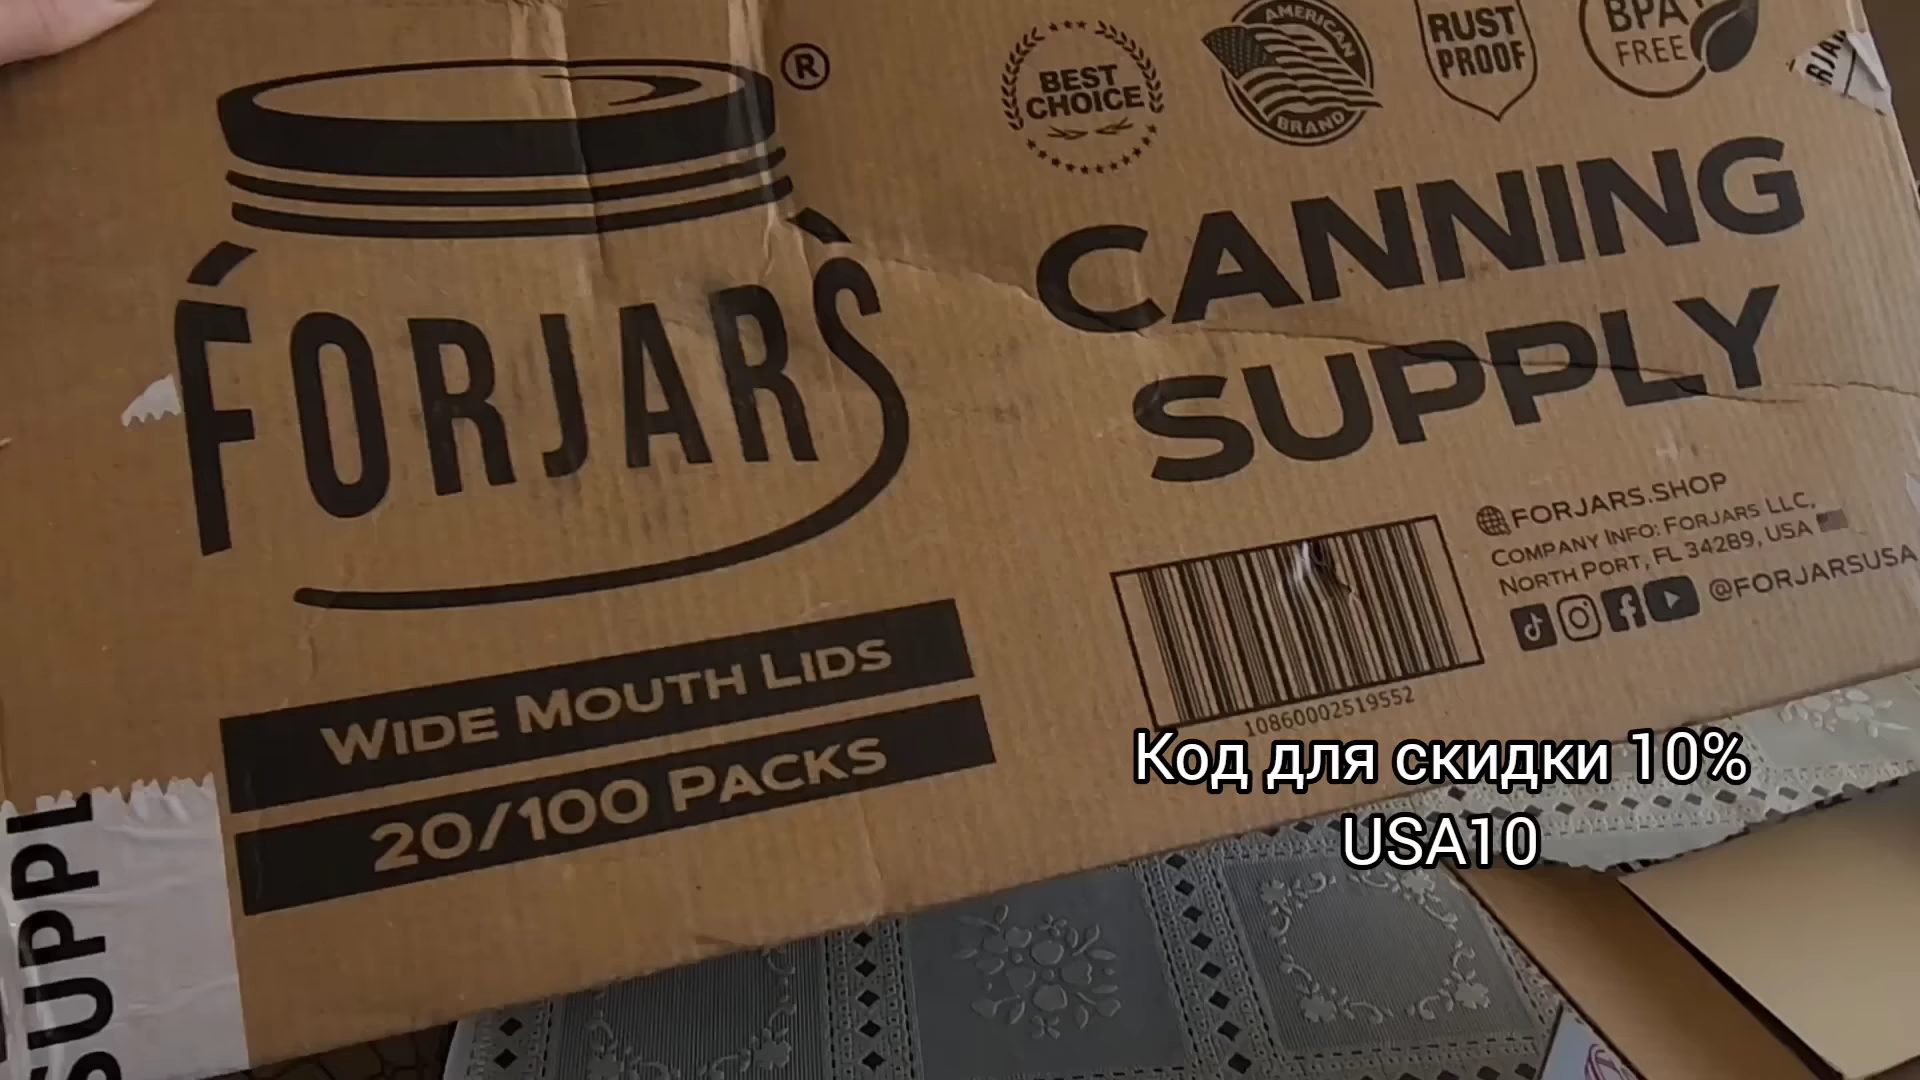 ®
FORJARS
BEST
CHOICE
AMERICAN
BRAND
RUST
PROOF
BPA
FREE
RJAR
CANNING
SUPPLY
FORJARS.SHOP
COMPANY INFO: FORJARS LLC,
NORTH PORT, FL 34289, USA
@FORJARSUSA
10860002519552
WIDE MOUTH LIDS
20/100 PACKS
SUPPL
Код для скидки 10%
USA10